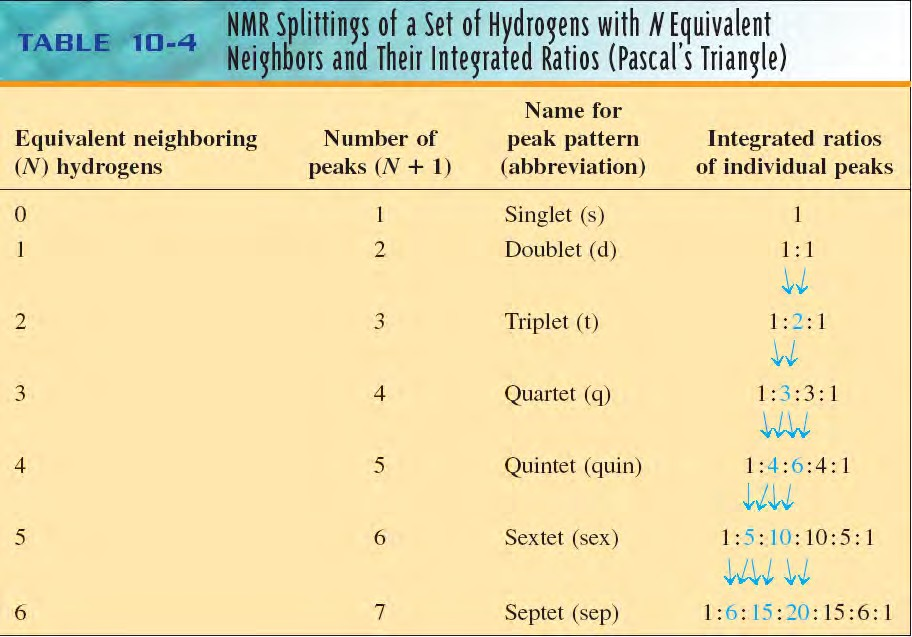 TABLE 10-4
NMR Splittings of a Set of Hydrogens with N Equivalent
Neighbors and Their Integrated Ratios (Pascal's Triangle)
Equivalent neighboring
(N) hydrogens
Number of
peaks (N + 1)
Name for
peak pattern
(abbreviation)
Integrated ratios
of individual peaks
0 1 Singlet (s) 1
1 2 Doublet (d) 1:1
2 3 Triplet (t) 1:2:1
3 4 Quartet (q) 1:3:3:1
4 5 Quintet (quin) 1:4:6:4:1
5 6 Sextet (sex) 1:5:10:10:5:1
6 7 Septet (sep) 1:6:15:20:15:6:1